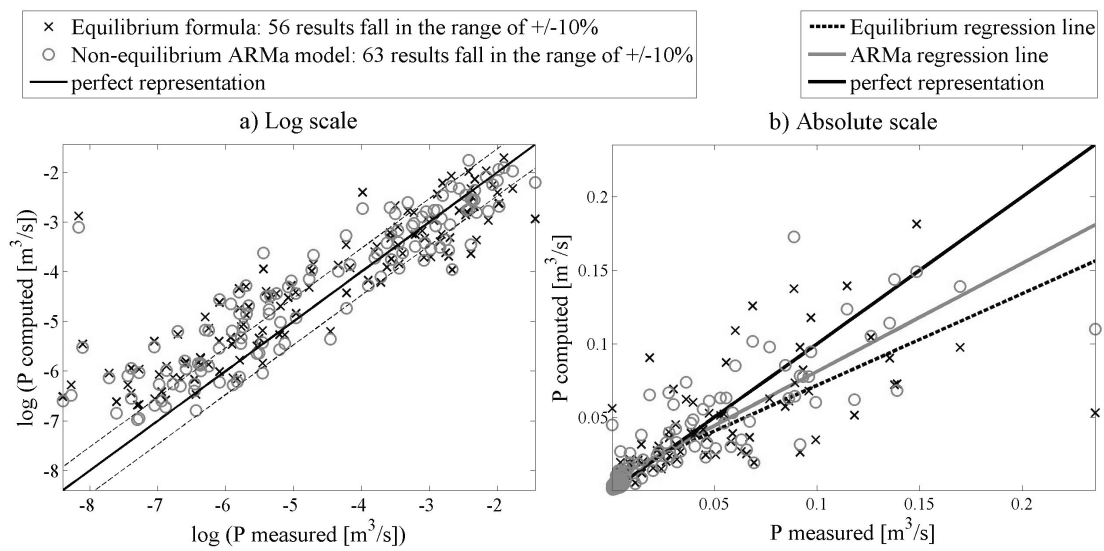 Equilibrium formula: 56 results fall in the range of +/-10%
Non-equilibrium ARMa model: 63 results fall in the range of +/-10%
perfect representation
Equilibrium regression line
ARMa regression line
perfect representation
a) Log scale
b) Absolute scale
-2
-3
-4
-5
-6
-7
-8
log (P computed [m³/s])
-8
-7
-6
-5
-4
-3
-2
log (P measured [m³/s])
0.2
0.15
0.1
0.05
P computed [m³/s]
0.05
0.1
0.15
0.2
P measured [m³/s]